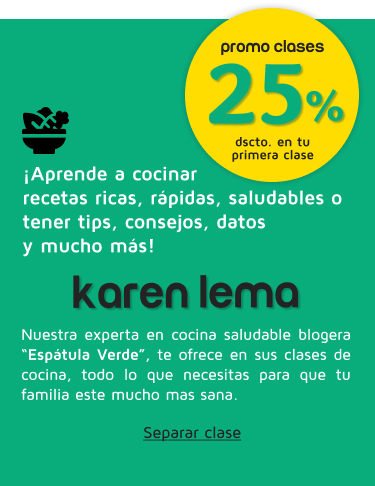 promo clases
25%
dscto. en tu
primera clase
¡Aprende a cocinar
recetas ricas, rápidas, saludables o
tener tips, consejos, datos
y mucho más!
karen lema
Nuestra experta en cocina saludable blogera
“Espátula Verde”, te ofrece en sus clases de
cocina, todo lo que necesitas para que tu
familia este mucho mas sana.
Separar clase